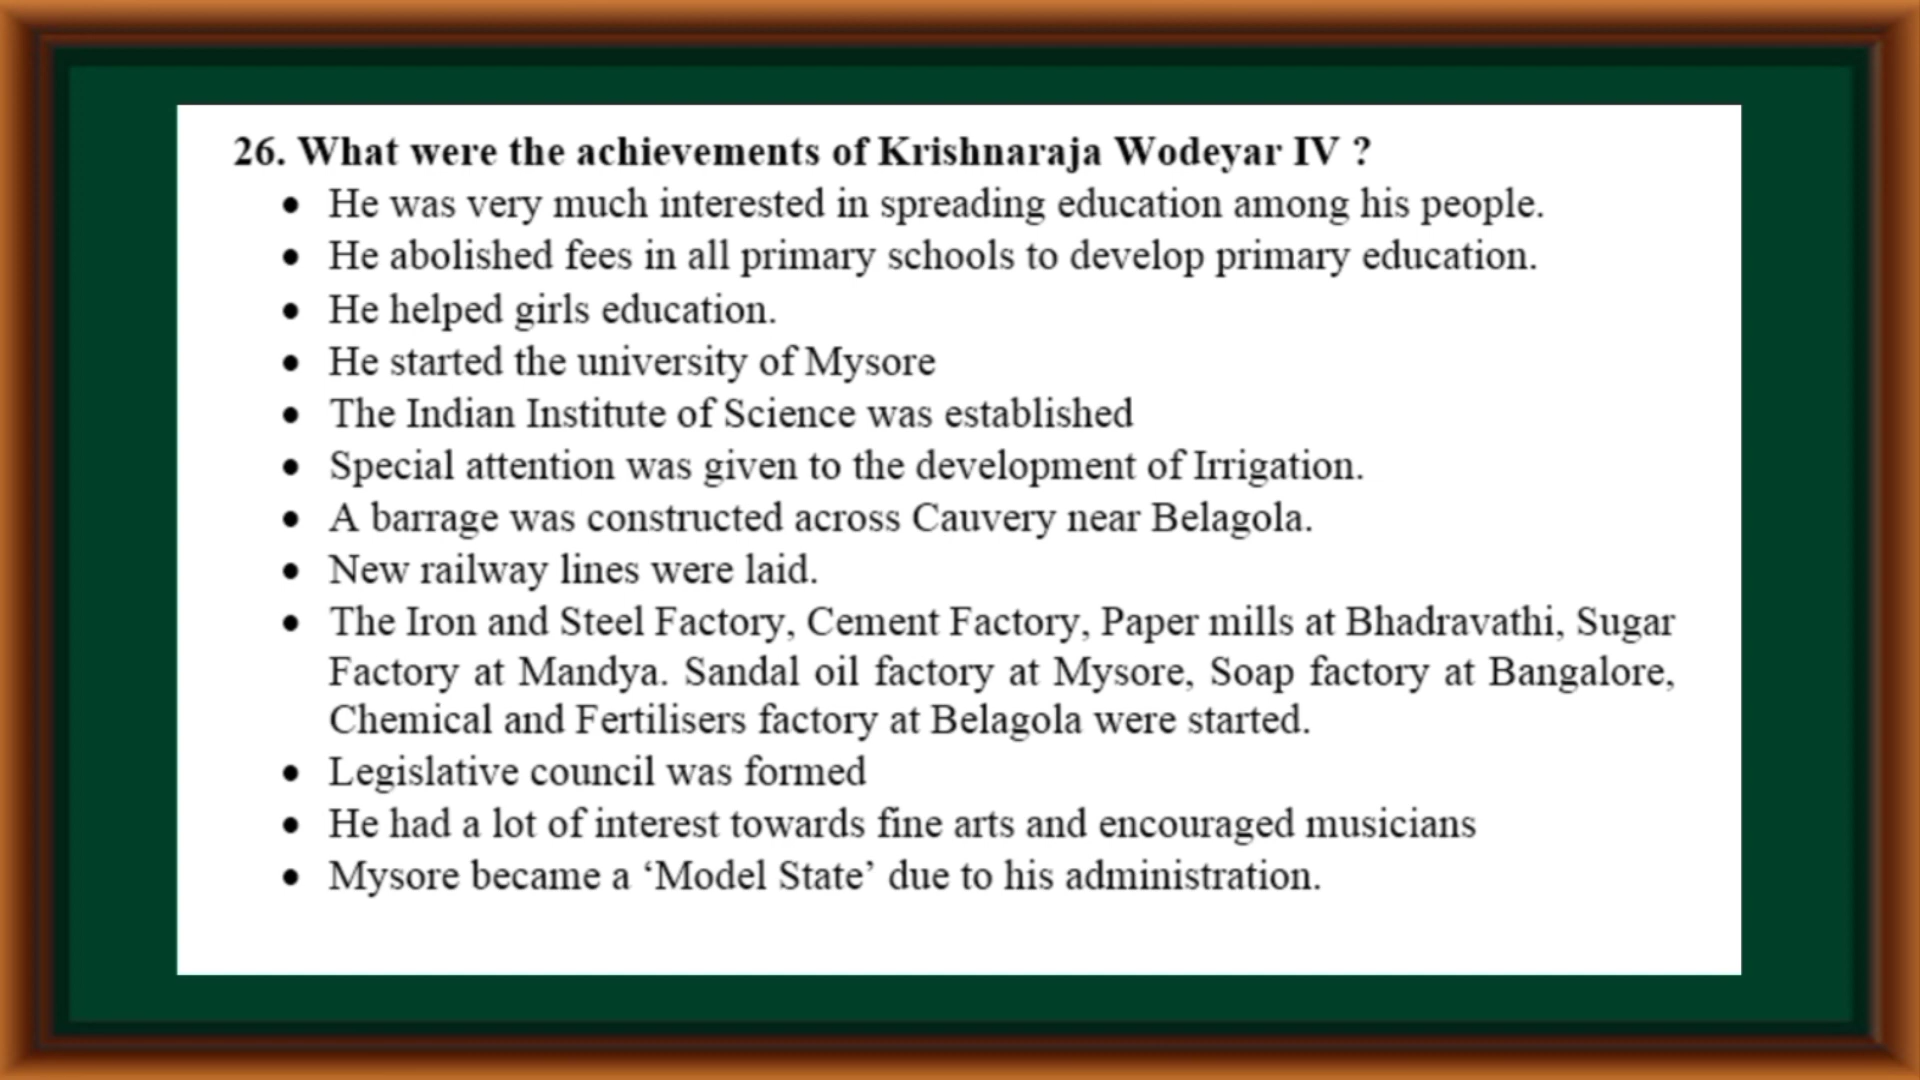 26. What were the achievements of Krishnaraja Wodeyar IV ?
• He was very much interested in spreading education among his people.
• He abolished fees in all primary schools to develop primary education.
• He helped girls education.
• He started the university of Mysore
• The Indian Institute of Science was established
• Special attention was given to the development of Irrigation.
• A barrage was constructed across Cauvery near Belagola.
• New railway lines were laid.
• The Iron and Steel Factory, Cement Factory, Paper mills at Bhadravathi, Sugar
Factory at Mandya. Sandal oil factory at Mysore, Soap factory at Bangalore,
Chemical and Fertilisers factory at Belagola were started.
• Legislative council was formed
• He had a lot of interest towards fine arts and encouraged musicians
• Mysore became a ‘Model State’ due to his administration.